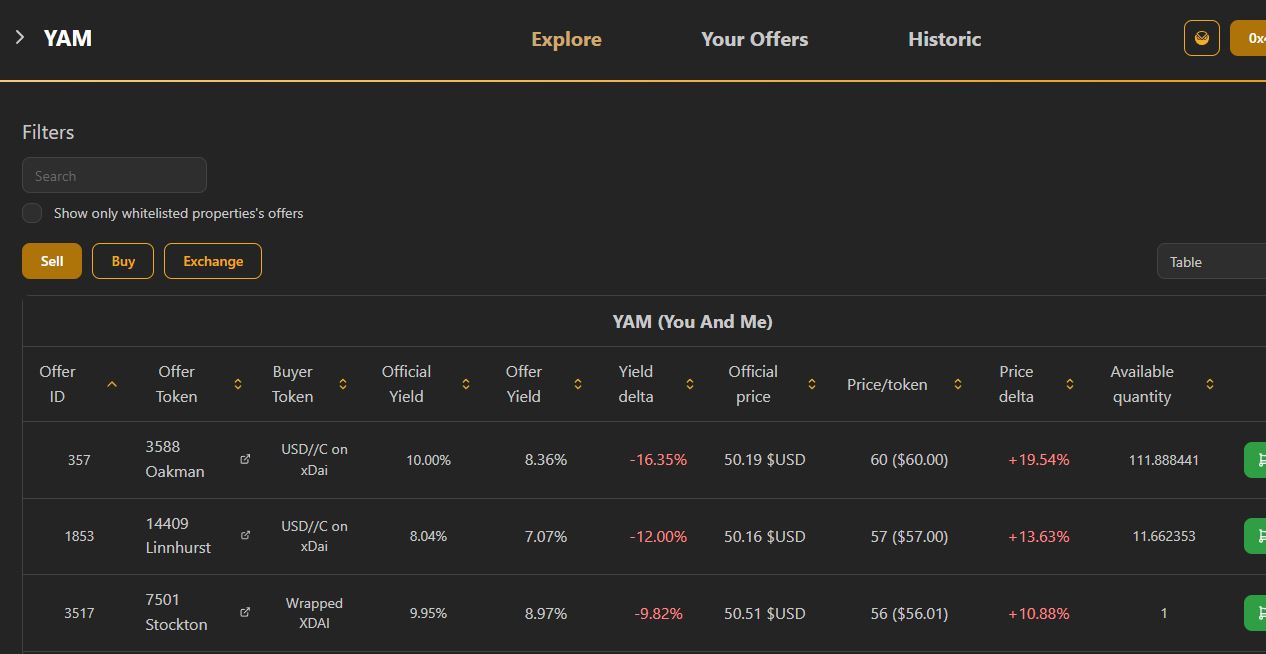 YAM Explore Your Offers Historic 0x
Filters
Search
Show only whitelisted properties's offers
Sell Buy Exchange Table
YAM (You And Me)
Offer ID Offer Token Buyer Token Official Yield Offer Yield Yield delta Official price Price/token Price delta Available quantity
357 3588 Oakman USD//C on xDai 10.00% 8.36% -16.35% 50.19 $USD 60 ($60.00) +19.54% 111.888441
1853 14409 Linnhurst USD//C on xDai 8.04% 7.07% -12.00% 50.16 $USD 57 ($57.00) +13.63% 11.662353
3517 7501 Stockton Wrapped XDAI 9.95% 8.97% -9.82% 50.51 $USD 56 ($56.01) +10.88% 1